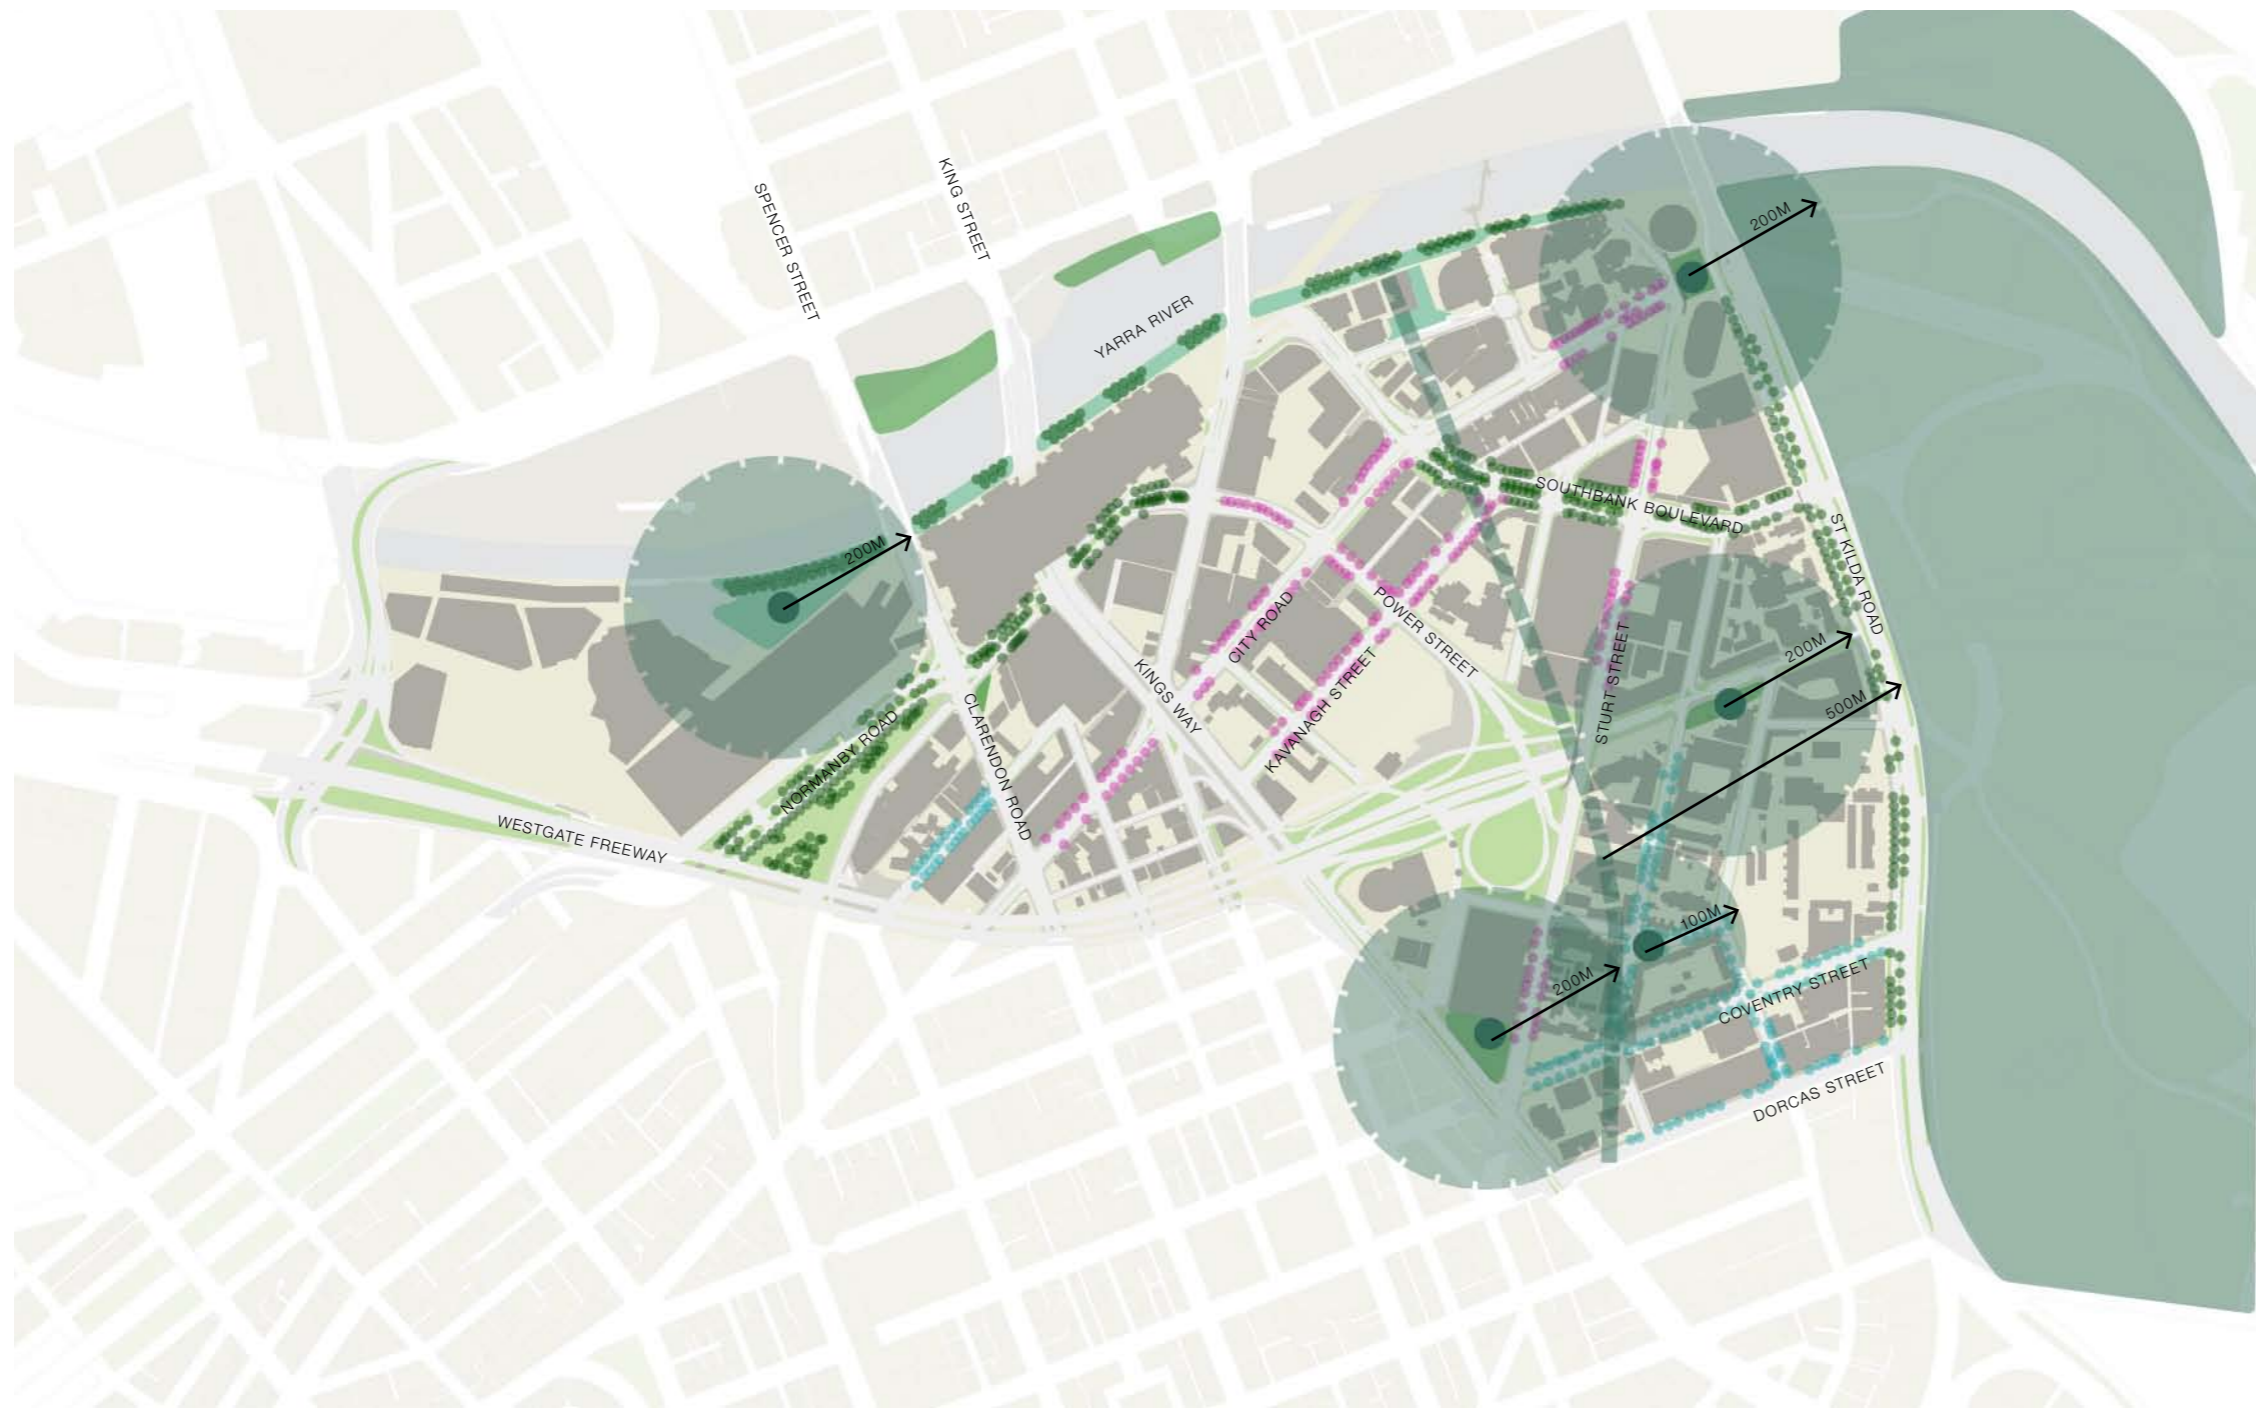 KING STREET
SPENCER STREET
200M
YARRA RIVER
SOUTHBANK BOULEVARD
200M
ST KILDA ROAD
POWER STREET
CITY ROAD
200M
STURT STREET
KINGS WAY
KAVANAGH STREET
500M
CLARENDON ROAD
NORMANBY ROAD
WESTGATE FREEWAY
100M
200M
COVENTRY STREET
DORCAS STREET